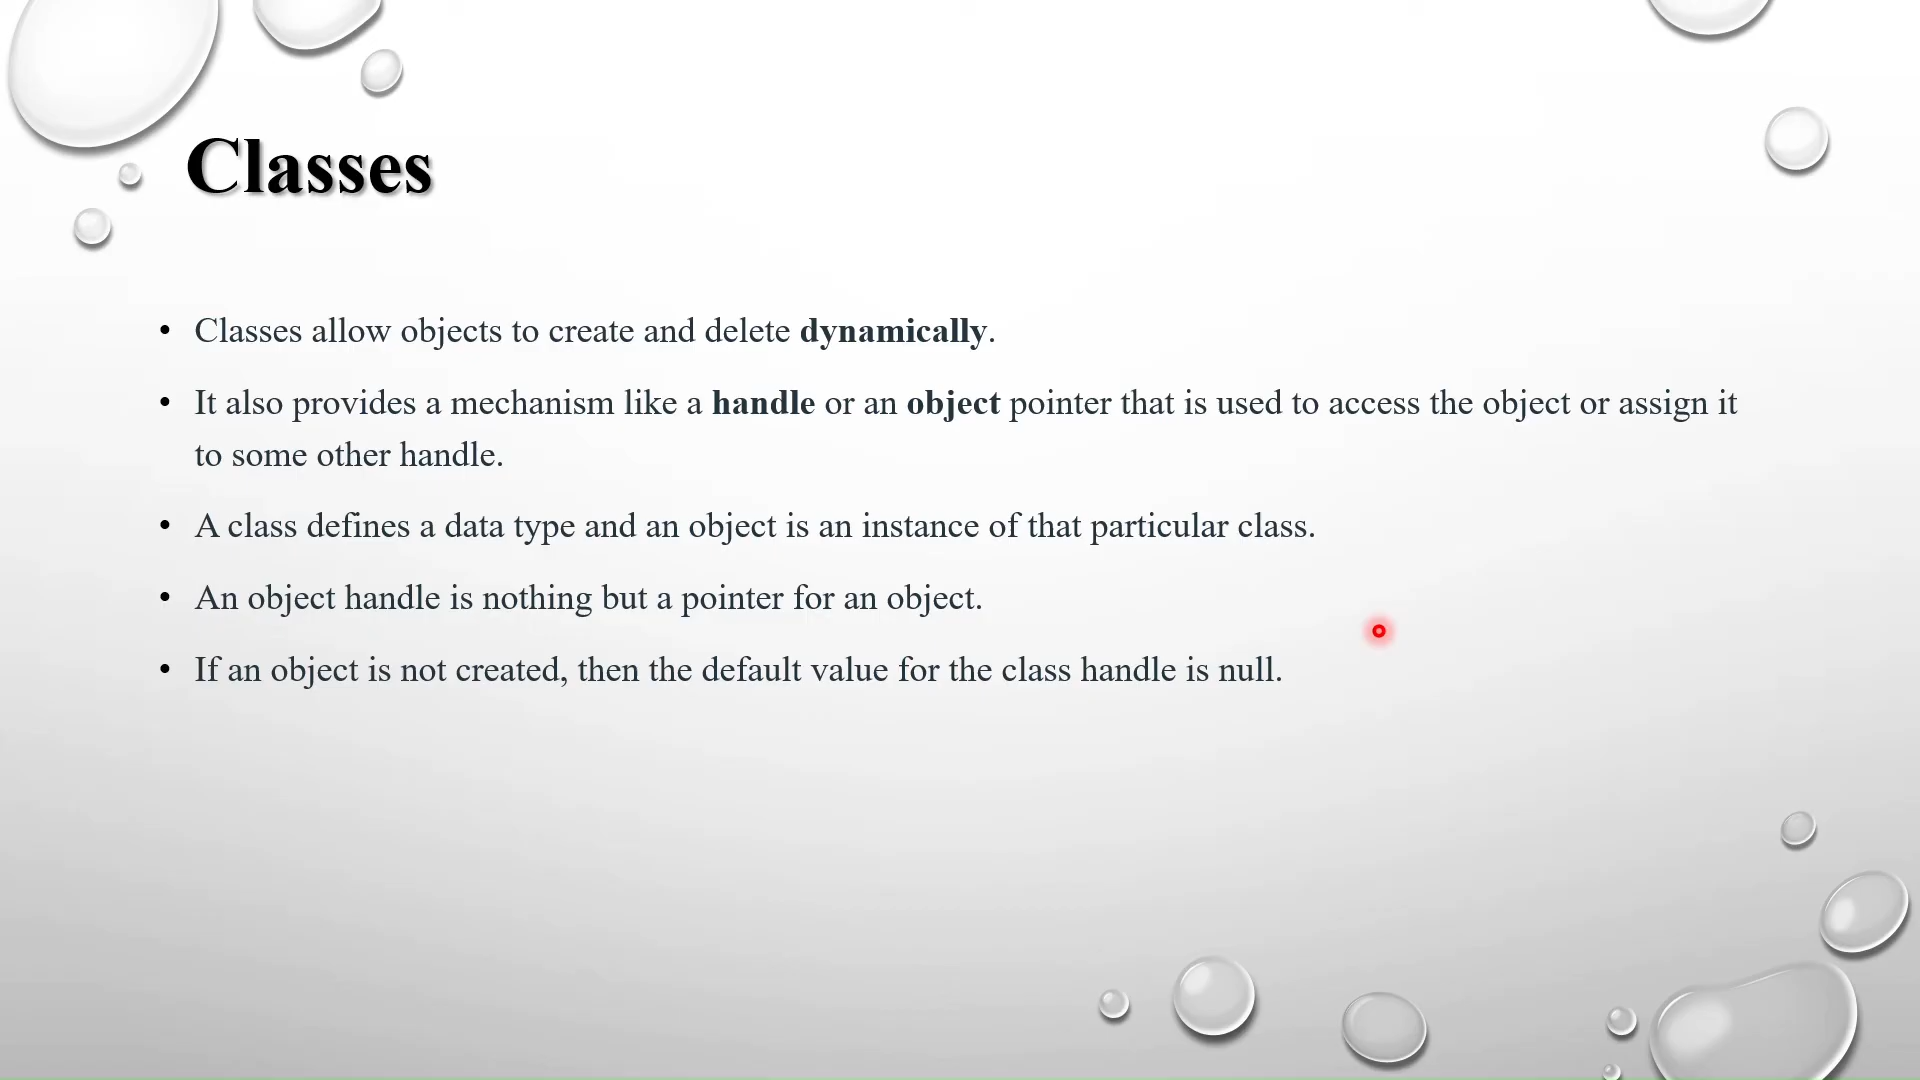 Classes
• Classes allow objects to create and delete dynamically.
• It also provides a mechanism like a handle or an object pointer that is used to access the object or assign it
to some other handle.
• A class defines a data type and an object is an instance of that particular class.
• An object handle is nothing but a pointer for an object.
• If an object is not created, then the default value for the class handle is null.